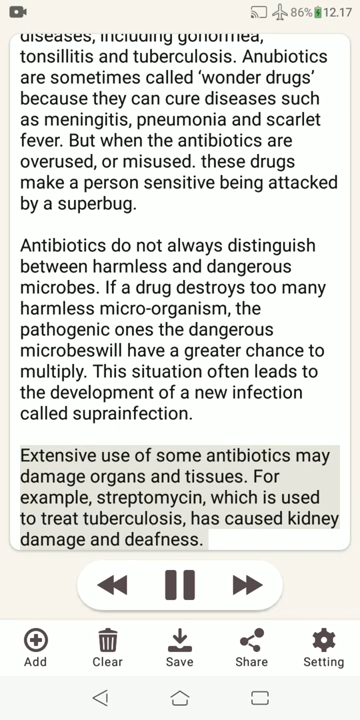 86% 12.17
diseases, including gonorrhea,
tonsillitis and tuberculosis. Anubiotics
are sometimes called ‘wonder drugs’
because they can cure diseases such
as meningitis, pneumonia and scarlet
fever. But when the antibiotics are
overused, or misused. these drugs
make a person sensitive being attacked
by a superbug.
Antibiotics do not always distinguish
between harmless and dangerous
microbes. If a drug destroys too many
harmless micro-organism, the
pathogenic ones the dangerous
microbeswill have a greater chance to
multiply. This situation often leads to
the development of a new infection
called suprainfection.
Extensive use of some antibiotics may
damage organs and tissues. For
example, streptomycin, which is used
to treat tuberculosis, has caused kidney
damage and deafness.
Add Clear Save Share Setting